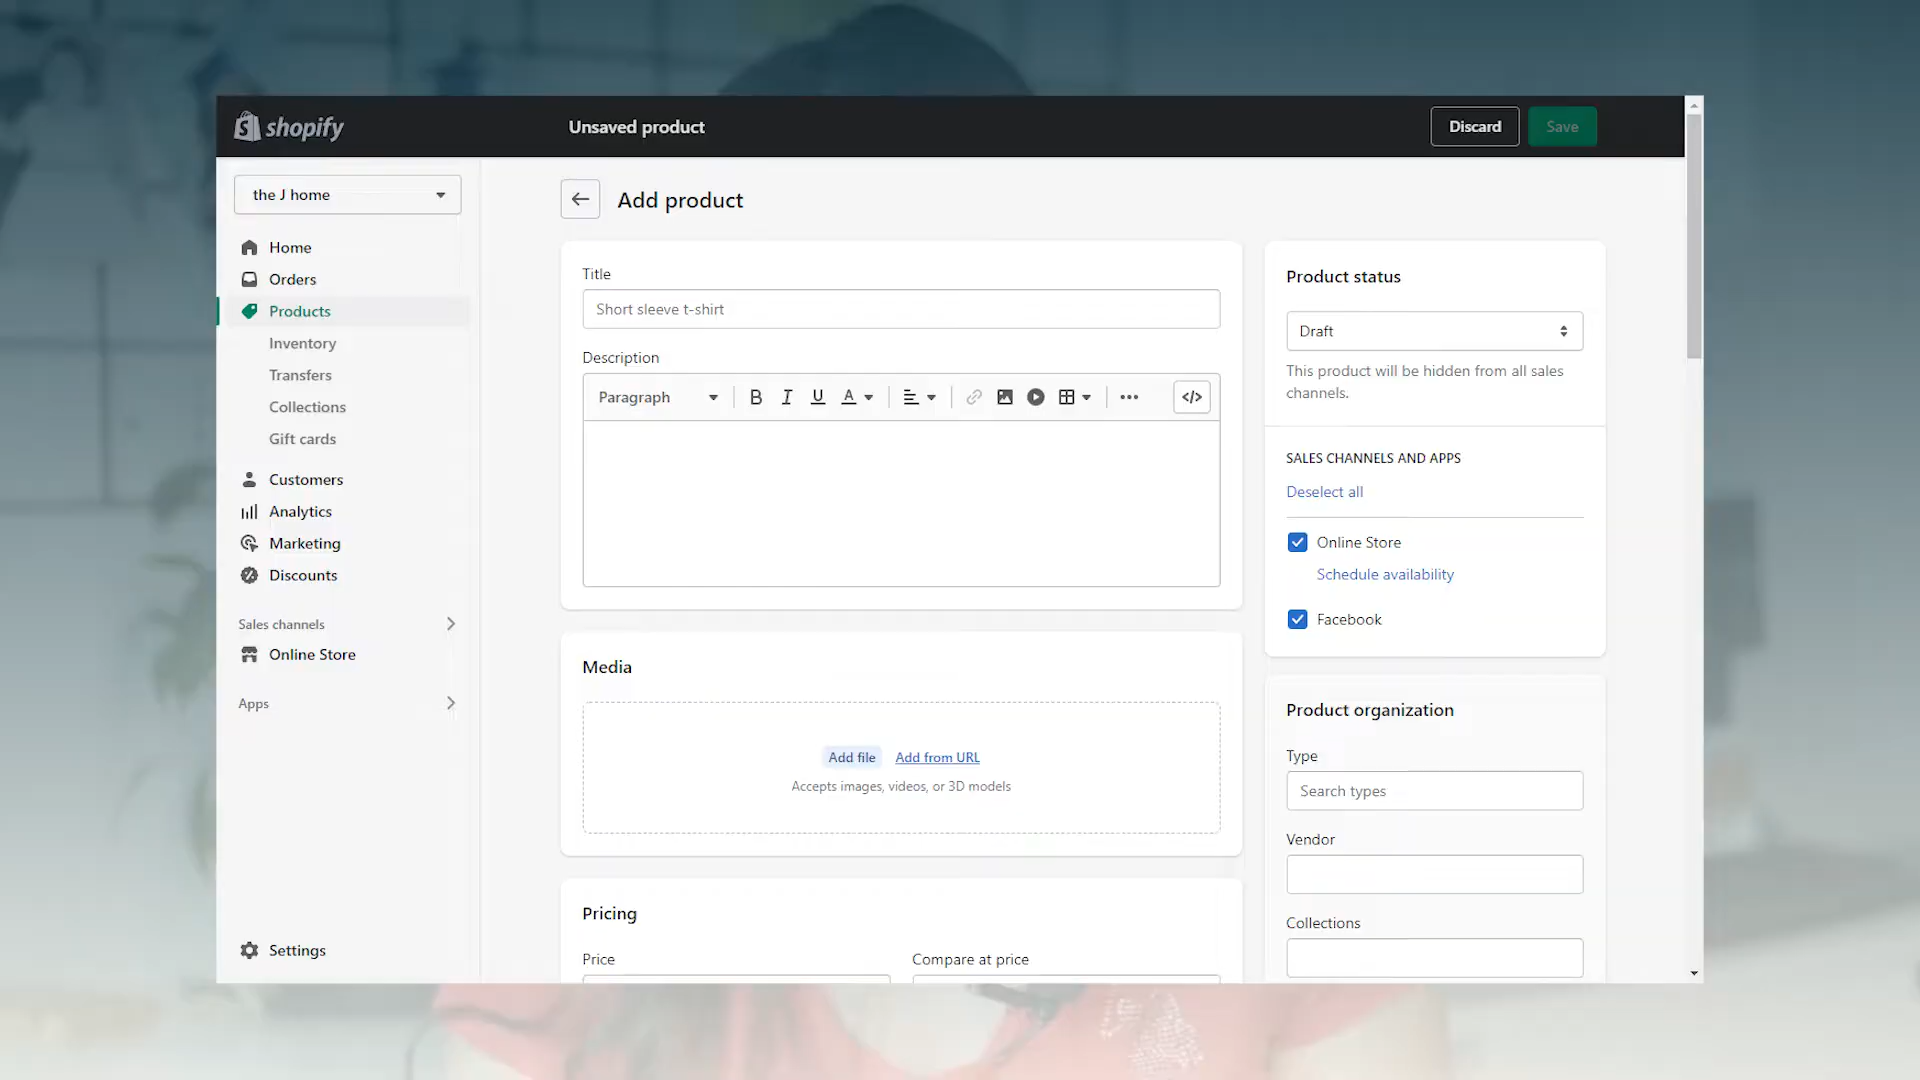 shopify
Unsaved product
Discard
Save
the J home
Home
Orders
Products
Inventory
Transfers
Collections
Gift cards
Customers
Analytics
Marketing
Discounts
Sales channels
Online Store
Apps
Settings
Add product
Title
Short sleeve t-shirt
Description
Paragraph
B I U A
</>
Media
Add file Add from URL
Accepts images, videos, or 3D models
Pricing
Price
Compare at price
Product status
Draft
This product will be hidden from all sales
channels.
SALES CHANNELS AND APPS
Deselect all
Online Store
Schedule availability
Facebook
Product organization
Type
Search types
Vendor
Collections